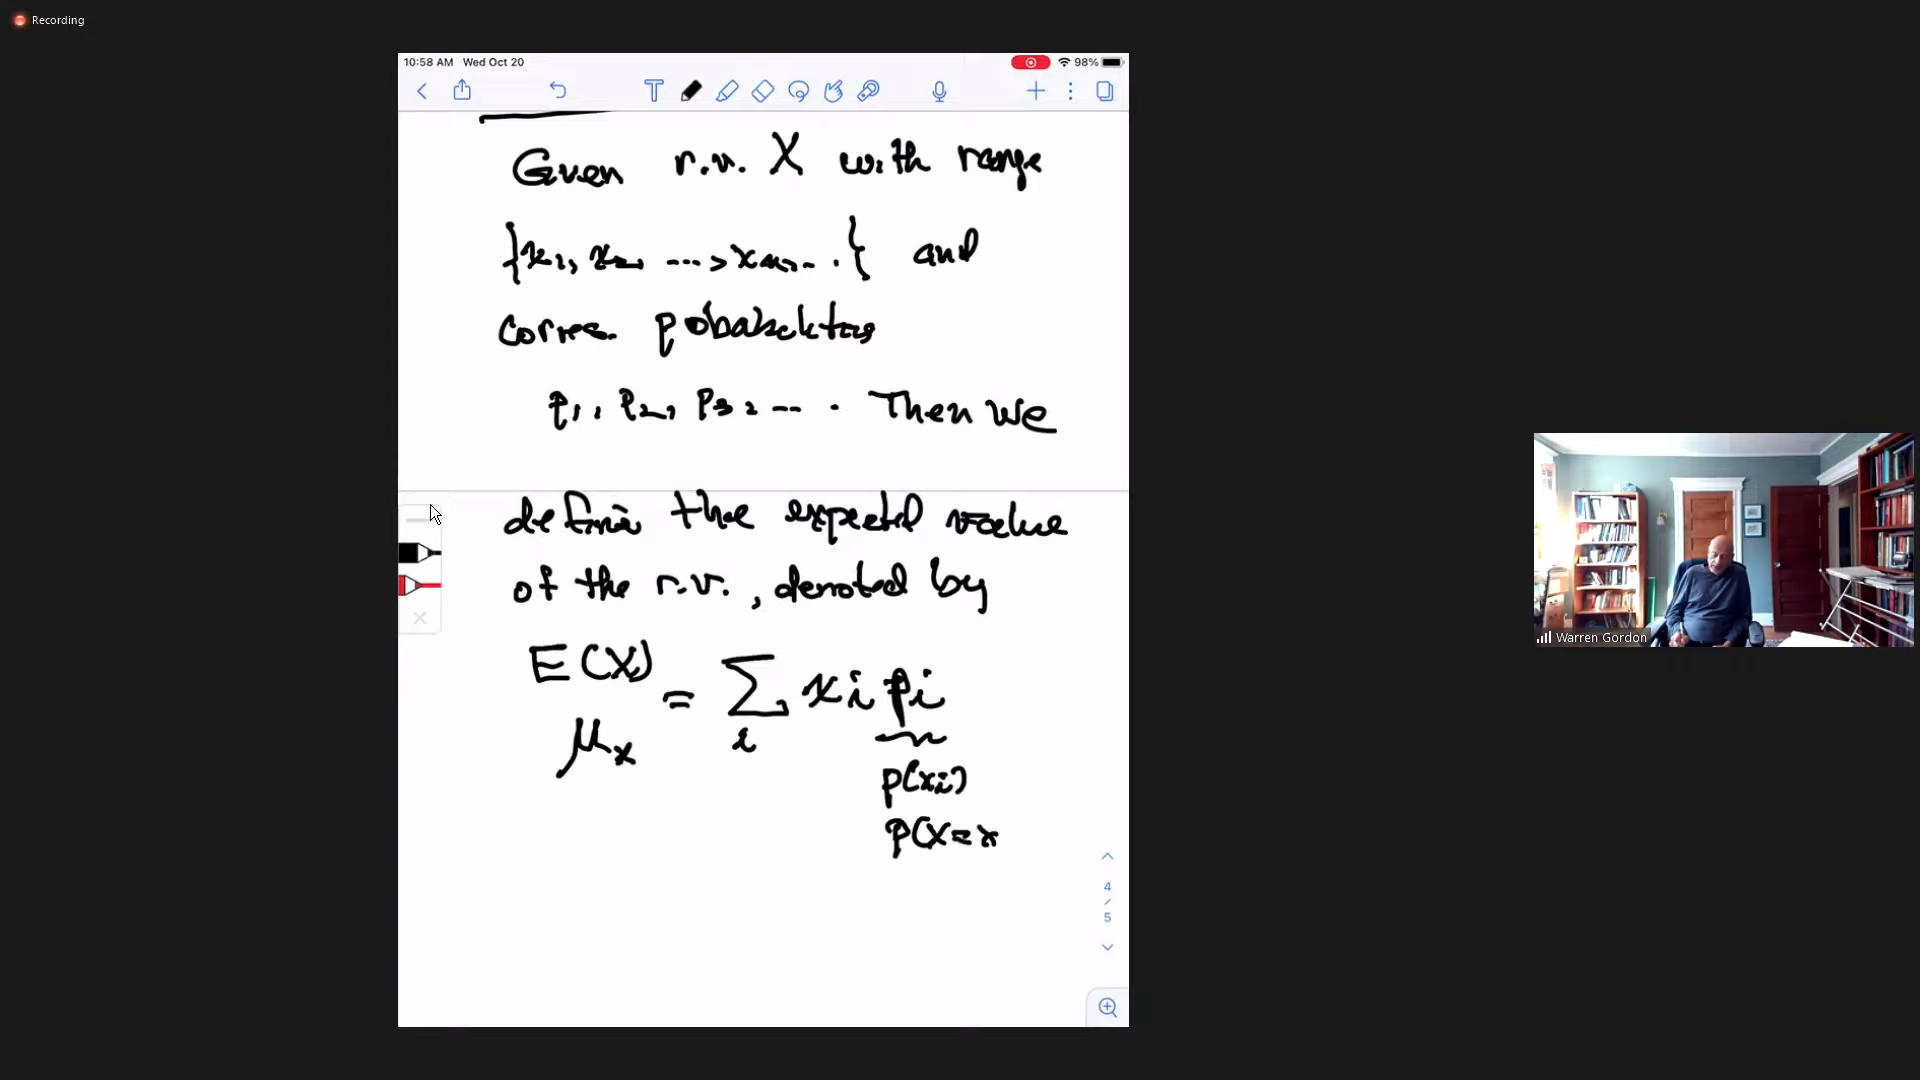 Recording
10:58 AM Wed Oct 20
98%
T
Given r.v. X with range
{x1, x2, ..., xn, ...} and
corres. pobabilities
p1, p2, p3, ... . Then we
define the expected value
of the r.v., denoted by
E(X)
= Σ xi pi
μx
i
p(xi)
P(X=x
4
/
5
Warren Gordon